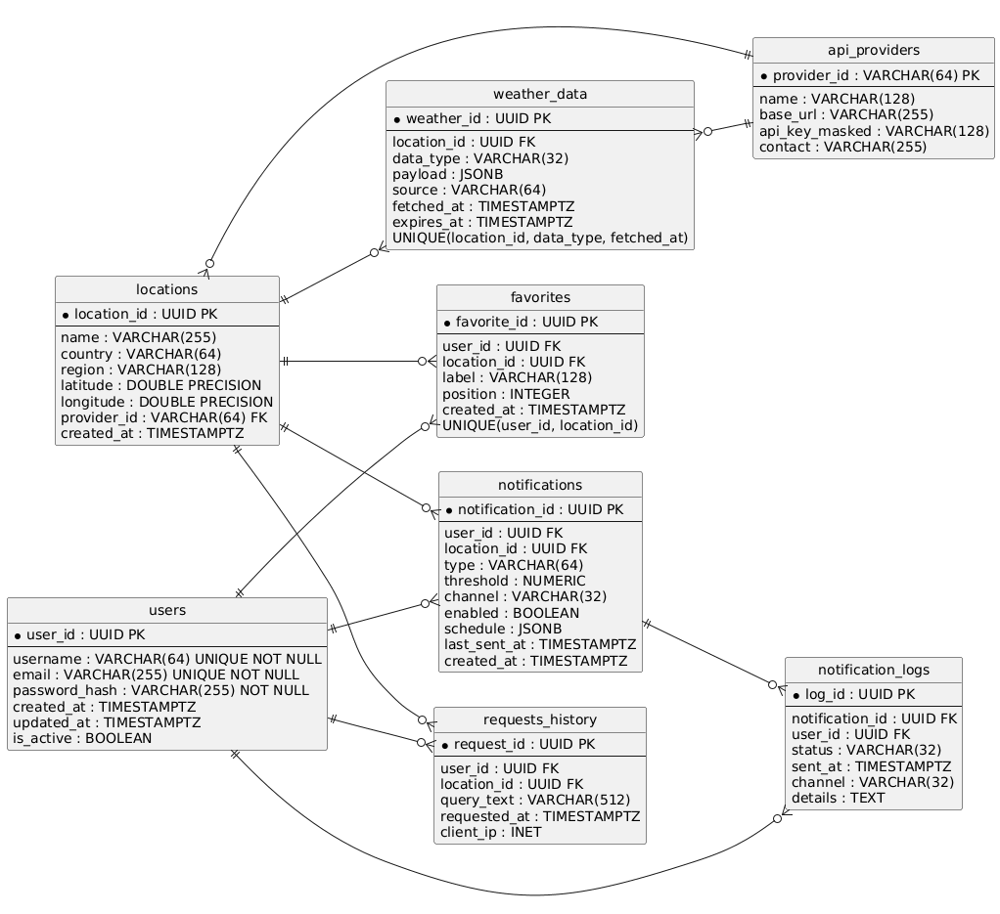 api_providers
provider_id : VARCHAR(64) PK
name : VARCHAR(128)
base_url : VARCHAR(255)
api_key_masked : VARCHAR(128)
contact : VARCHAR(255)
weather_data
weather_id : UUID PK
location_id : UUID FK
data_type : VARCHAR(32)
payload : JSONB
source : VARCHAR(64)
fetched_at : TIMESTAMPTZ
expires_at : TIMESTAMPTZ
UNIQUE(location_id, data_type, fetched_at)
locations
location_id : UUID PK
name : VARCHAR(255)
country : VARCHAR(64)
region : VARCHAR(128)
latitude : DOUBLE PRECISION
longitude : DOUBLE PRECISION
provider_id : VARCHAR(64) FK
created_at : TIMESTAMPTZ
favorites
favorite_id : UUID PK
user_id : UUID FK
location_id : UUID FK
label : VARCHAR(128)
position : INTEGER
created_at : TIMESTAMPTZ
UNIQUE(user_id, location_id)
notifications
notification_id : UUID PK
user_id : UUID FK
location_id : UUID FK
type : VARCHAR(64)
threshold : NUMERIC
channel : VARCHAR(32)
enabled : BOOLEAN
schedule : JSONB
last_sent_at : TIMESTAMPTZ
created_at : TIMESTAMPTZ
users
user_id : UUID PK
username : VARCHAR(64) UNIQUE NOT NULL
email : VARCHAR(255) UNIQUE NOT NULL
password_hash : VARCHAR(255) NOT NULL
created_at : TIMESTAMPTZ
updated_at : TIMESTAMPTZ
is_active : BOOLEAN
notification_logs
log_id : UUID PK
notification_id : UUID FK
user_id : UUID FK
status : VARCHAR(32)
sent_at : TIMESTAMPTZ
channel : VARCHAR(32)
details : TEXT
requests_history
request_id : UUID PK
user_id : UUID FK
location_id : UUID FK
query_text : VARCHAR(512)
requested_at : TIMESTAMPTZ
client_ip : INET